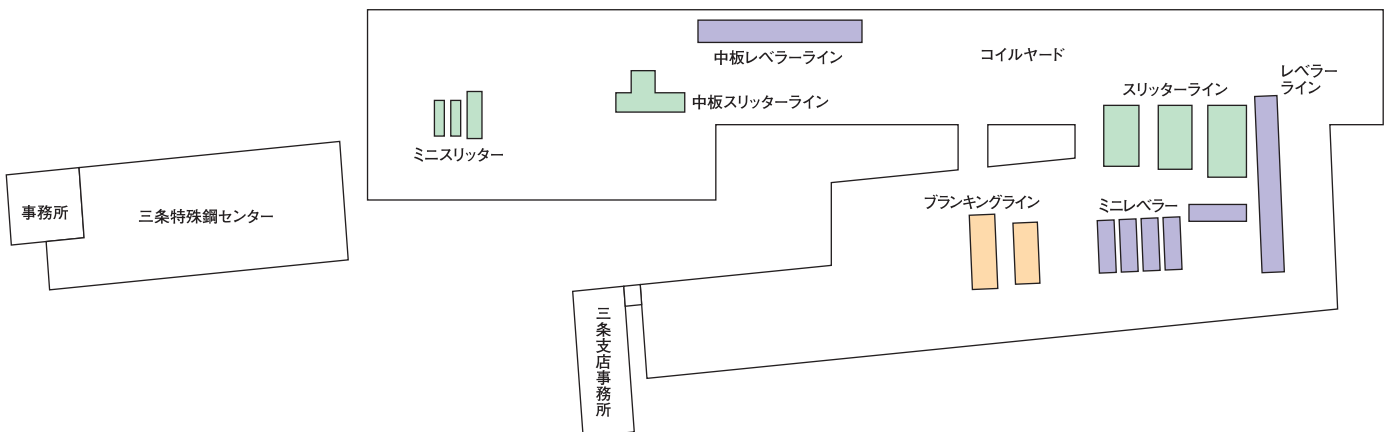 中板レベラーライン
コイルヤード
レベラー
ライン
スリッターライン
中板スリッターライン
ミニスリッター
事務所
三条特殊鋼センター
ブランキングライン
ミニレベラー
三条支店事務所